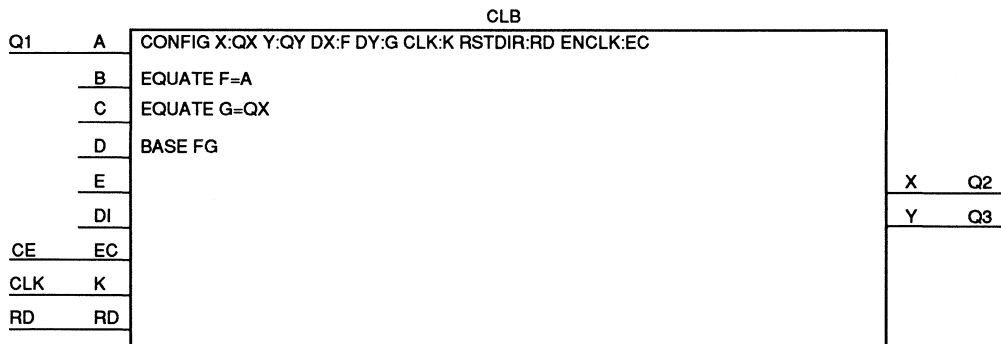 CLB
Q1 A CONFIG X:QX Y:QY DX:F DY:G CLK:K RSTDIR:RD ENCLK:EC
B EQUATE F=A
C EQUATE G=QX
D BASE FG
E X Q2
DI Y Q3
CE EC
CLK K
RD RD